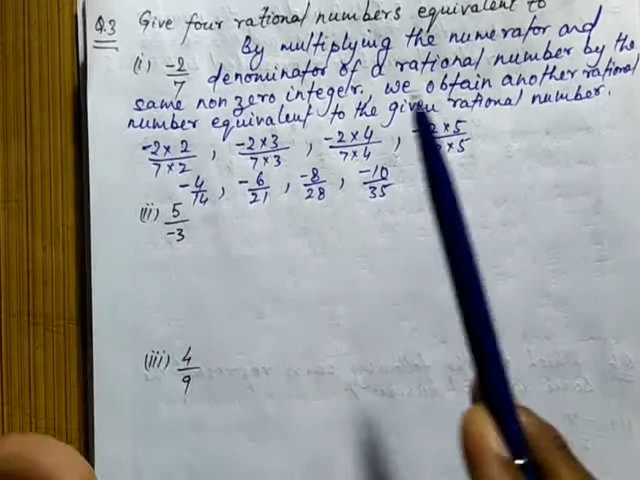 Q.3 Give four rational numbers equivalent to
(i) -2/7 By multiplying the numerator and
denominator of a rational number by the
same non zero integer, we obtain another rational
number equivalent to the given rational number.
-2×2/7×2 , -2×3/7×3 , -2×4/7×4 , 2×5/×5
-4/14 , -6/21 , -8/28 , -10/35
(ii) 5/-3
(iii) 4/9